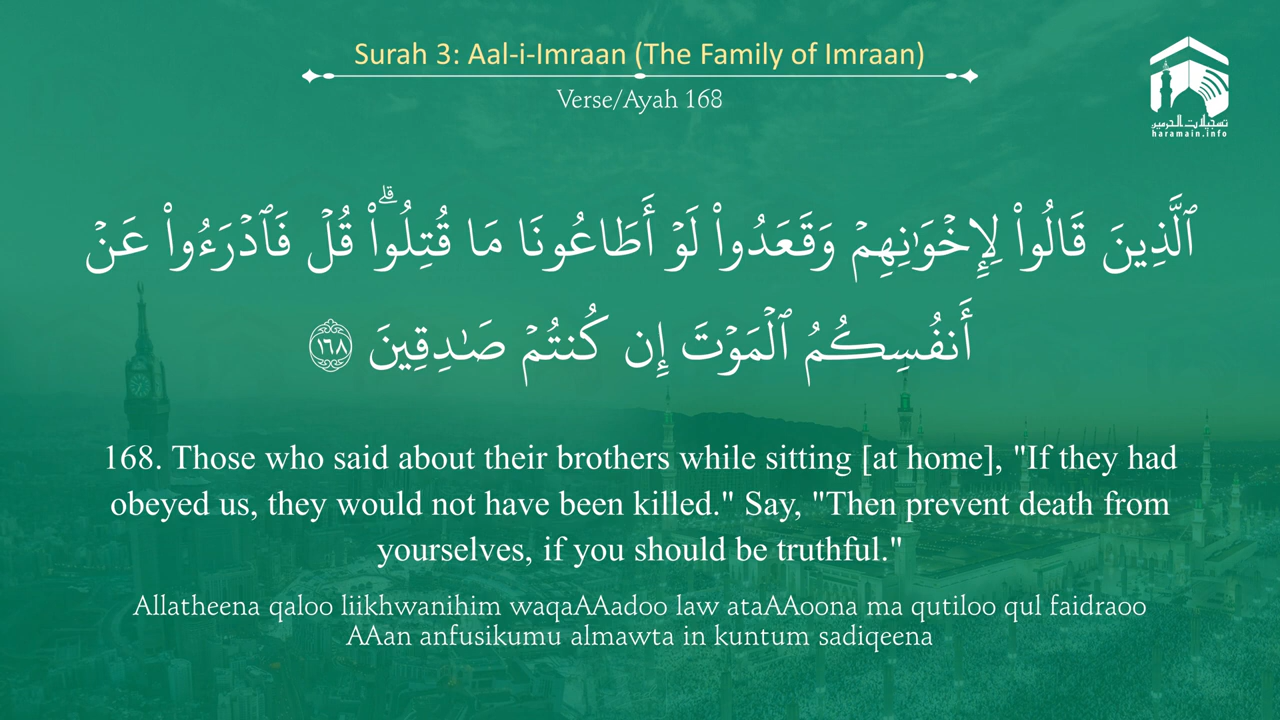 Surah 3: Aal-i-Imraan (The Family of Imraan)
Verse/Ayah 168
تسجيلات الحرمين
haramain.info
ٱلَّذِينَ قَالُوا۟ لِإِخْوَٰنِهِمْ وَقَعَدُوا۟ لَوْ أَطَاعُونَا مَا قُتِلُوا۟ ۗ قُلْ فَٱدْرَءُوا۟ عَنْ
أَنفُسِكُمُ ٱلْمَوْتَ إِن كُنتُمْ صَـٰدِقِينَ ١٦٨
168. Those who said about their brothers while sitting [at home], "If they had
obeyed us, they would not have been killed." Say, "Then prevent death from
yourselves, if you should be truthful."
Allatheena qaloo liikhwanihim waqaAAadoo law ataAAoona ma qutiloo qul faidraoo
AAan anfusikumu almawta in kuntum sadiqeena